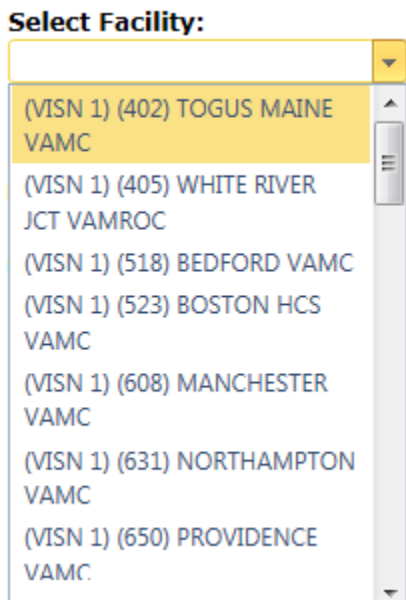 Select Facility:
(VISN 1) (402) TOGUS MAINE
VAMC
(VISN 1) (405) WHITE RIVER
JCT VAMROC
(VISN 1) (518) BEDFORD VAMC
(VISN 1) (523) BOSTON HCS
VAMC
(VISN 1) (608) MANCHESTER
VAMC
(VISN 1) (631) NORTHAMPTON
VAMC
(VISN 1) (650) PROVIDENCE
VAMC